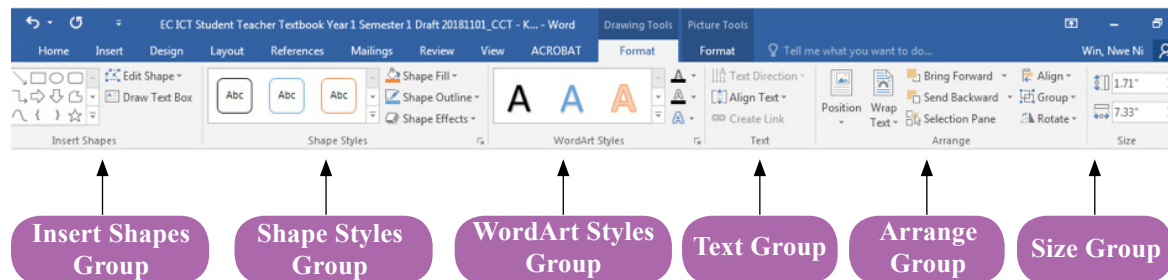 EC ICT Student Teacher Textbook Year 1 Semester 1 Draft 20181101_CCT - K... - Word Drawing Tools Picture Tools
Home Insert Design Layout References Mailings Review View ACROBAT Format Format Tell me what you want to do... Win, Nwe Ni
Edit Shape
Draw Text Box
Insert Shapes
Abc Abc Abc
Shape Fill
Shape Outline
Shape Effects
Shape Styles
A A A
A
A
A
WordArt Styles
Text Direction
Align Text
Create Link
Text
Position
Wrap
Text
Bring Forward
Send Backward
Selection Pane
Align
Group
Rotate
Arrange
1.71"
7.33"
Size
Insert Shapes
Group
Shape Styles
Group
WordArt Styles
Group
Text Group
Arrange
Group
Size Group